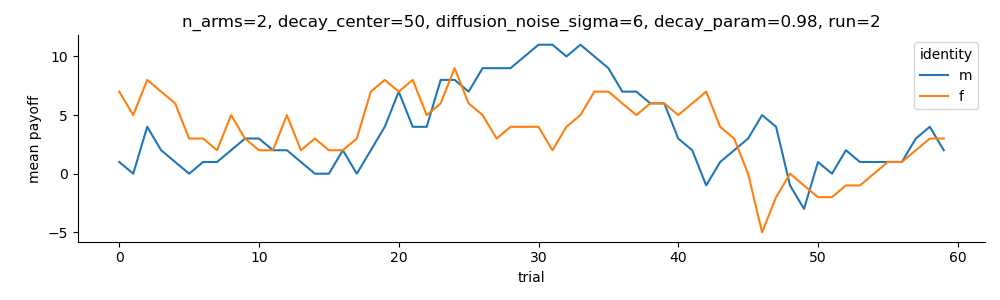 n_arms=2, decay_center=50, diffusion_noise_sigma=6, decay_param=0.98, run=2
mean payoff
10
5
0
−5
identity
m
f
0 10 20 30 40 50 60
trial